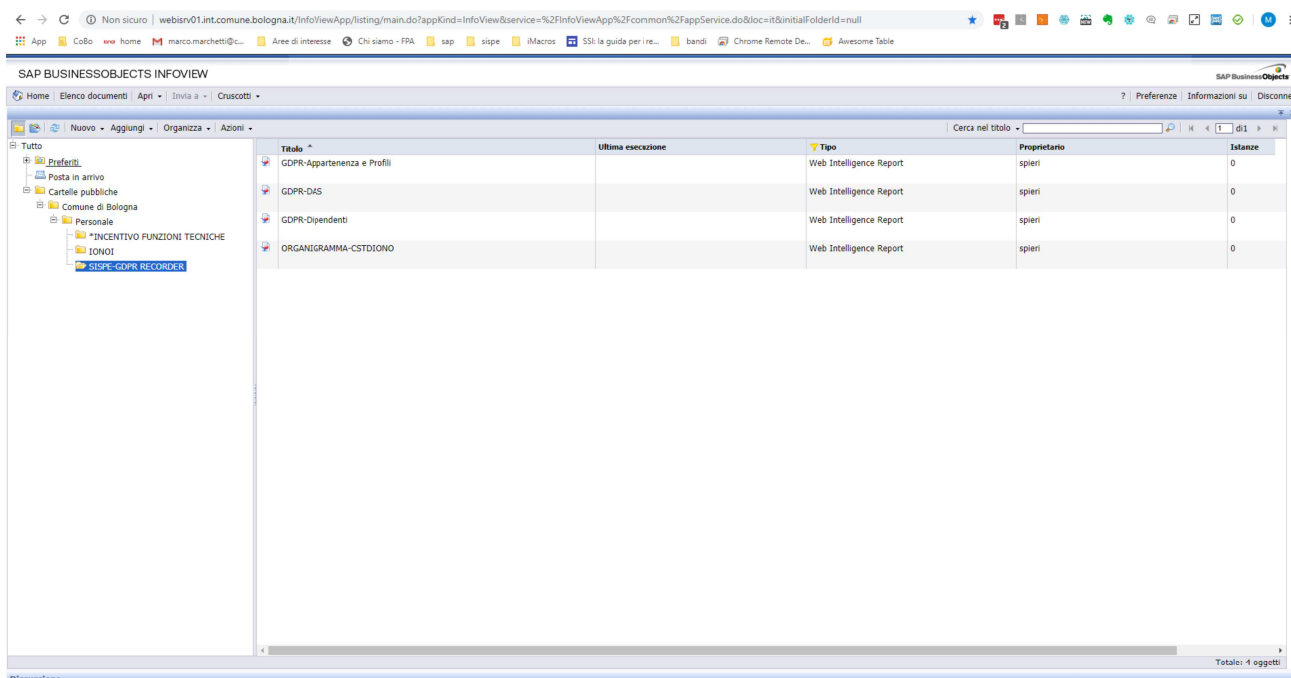 Non sicuro | webisrv01.int.comune.bologna.it/InfoViewApp/listing/main.do?appKind=InfoView&service=%2FInfoViewApp%2Fcommon%2FappService.do&loc=it&initialFolderId=null
App CoBo home marco.marchetti@c... Aree di interesse Chi siamo - FPA sap sispe iMacros SSI: la guida per i re... bandi Chrome Remote De... Awesome Table
SAP BUSINESSOBJECTS INFOVIEW
SAP BusinessObjects
Home Elenco documenti Apri Invia a Cruscotti ? Preferenze Informazioni su Disconne
Nuovo Aggiungi Organizza Azioni Cerca nel titolo 1 di1
Tutto
Preferiti
Posta in arrivo
Cartelle pubbliche
Comune di Bologna
Personale
*INCENTIVO FUNZIONI TECNICHE
IONOI
SISPE-GDPR RECORDER
Titolo Ultima esecuzione Tipo Proprietario Istanze
GDPR-Appartenenza e Profili Web Intelligence Report spieri 0
GDPR-DAS Web Intelligence Report spieri 0
GDPR-Dipendenti Web Intelligence Report spieri 0
ORGANIGRAMMA-CSTDIONO Web Intelligence Report spieri 0
Totale: 4 oggetti